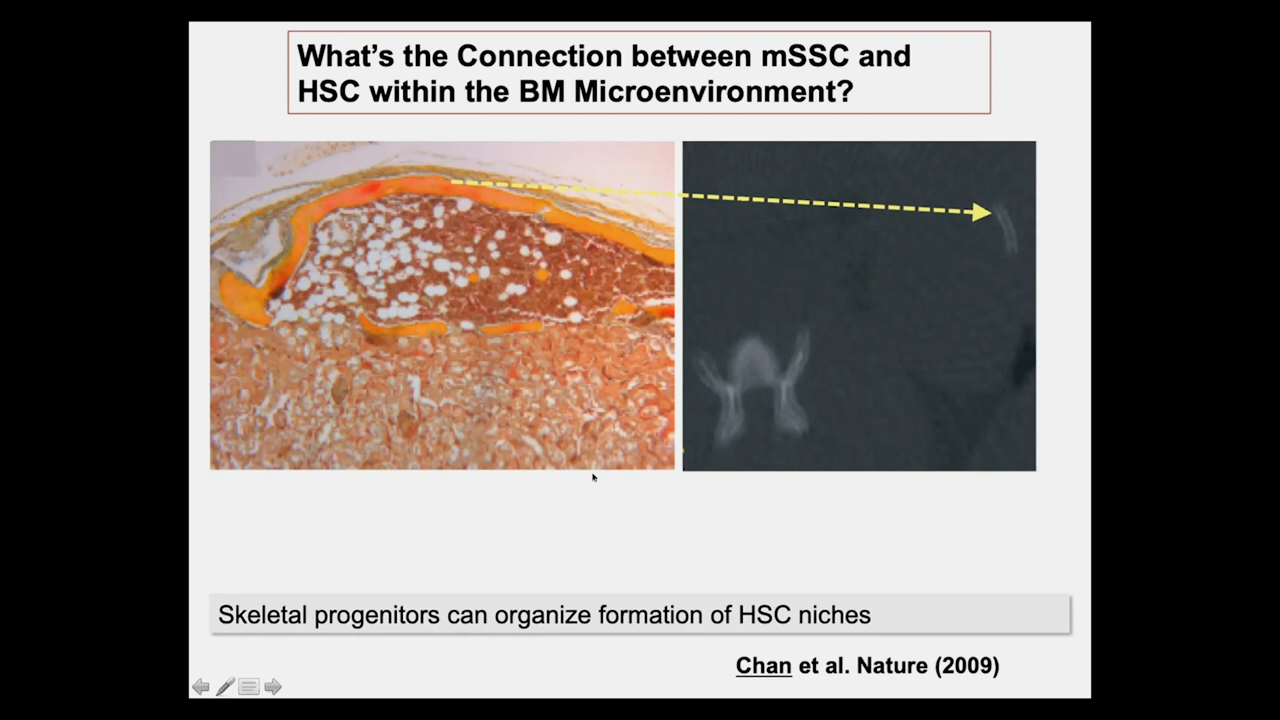 What's the Connection between mSSC and
HSC within the BM Microenvironment?
Skeletal progenitors can organize formation of HSC niches
Chan et al. Nature (2009)